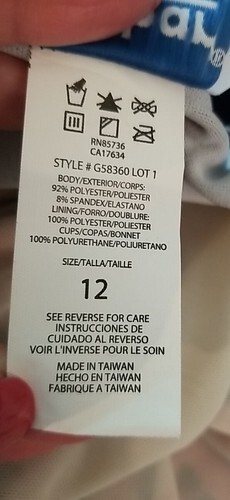 RN85736
CA17634
STYLE # G58360 LOT 1
BODY/EXTERIOR/CORPS:
92% POLYESTER/POLIESTER
8% SPANDEX/ELASTANO
LINING/FORRO/DOUBLURE:
100% POLYESTER/POLIESTER
CUPS/COPAS/BONNET
100% POLYURETHANE/POLIURETANO
SIZE/TALLA/TAILLE
12
SEE REVERSE FOR CARE
INSTRUCCIONES DE
CUIDADO AL REVERSO
VOIR L'INVERSE POUR LE SOIN
MADE IN TAIWAN
HECHO EN TAIWAN
FABRIQUE A TAIWAN